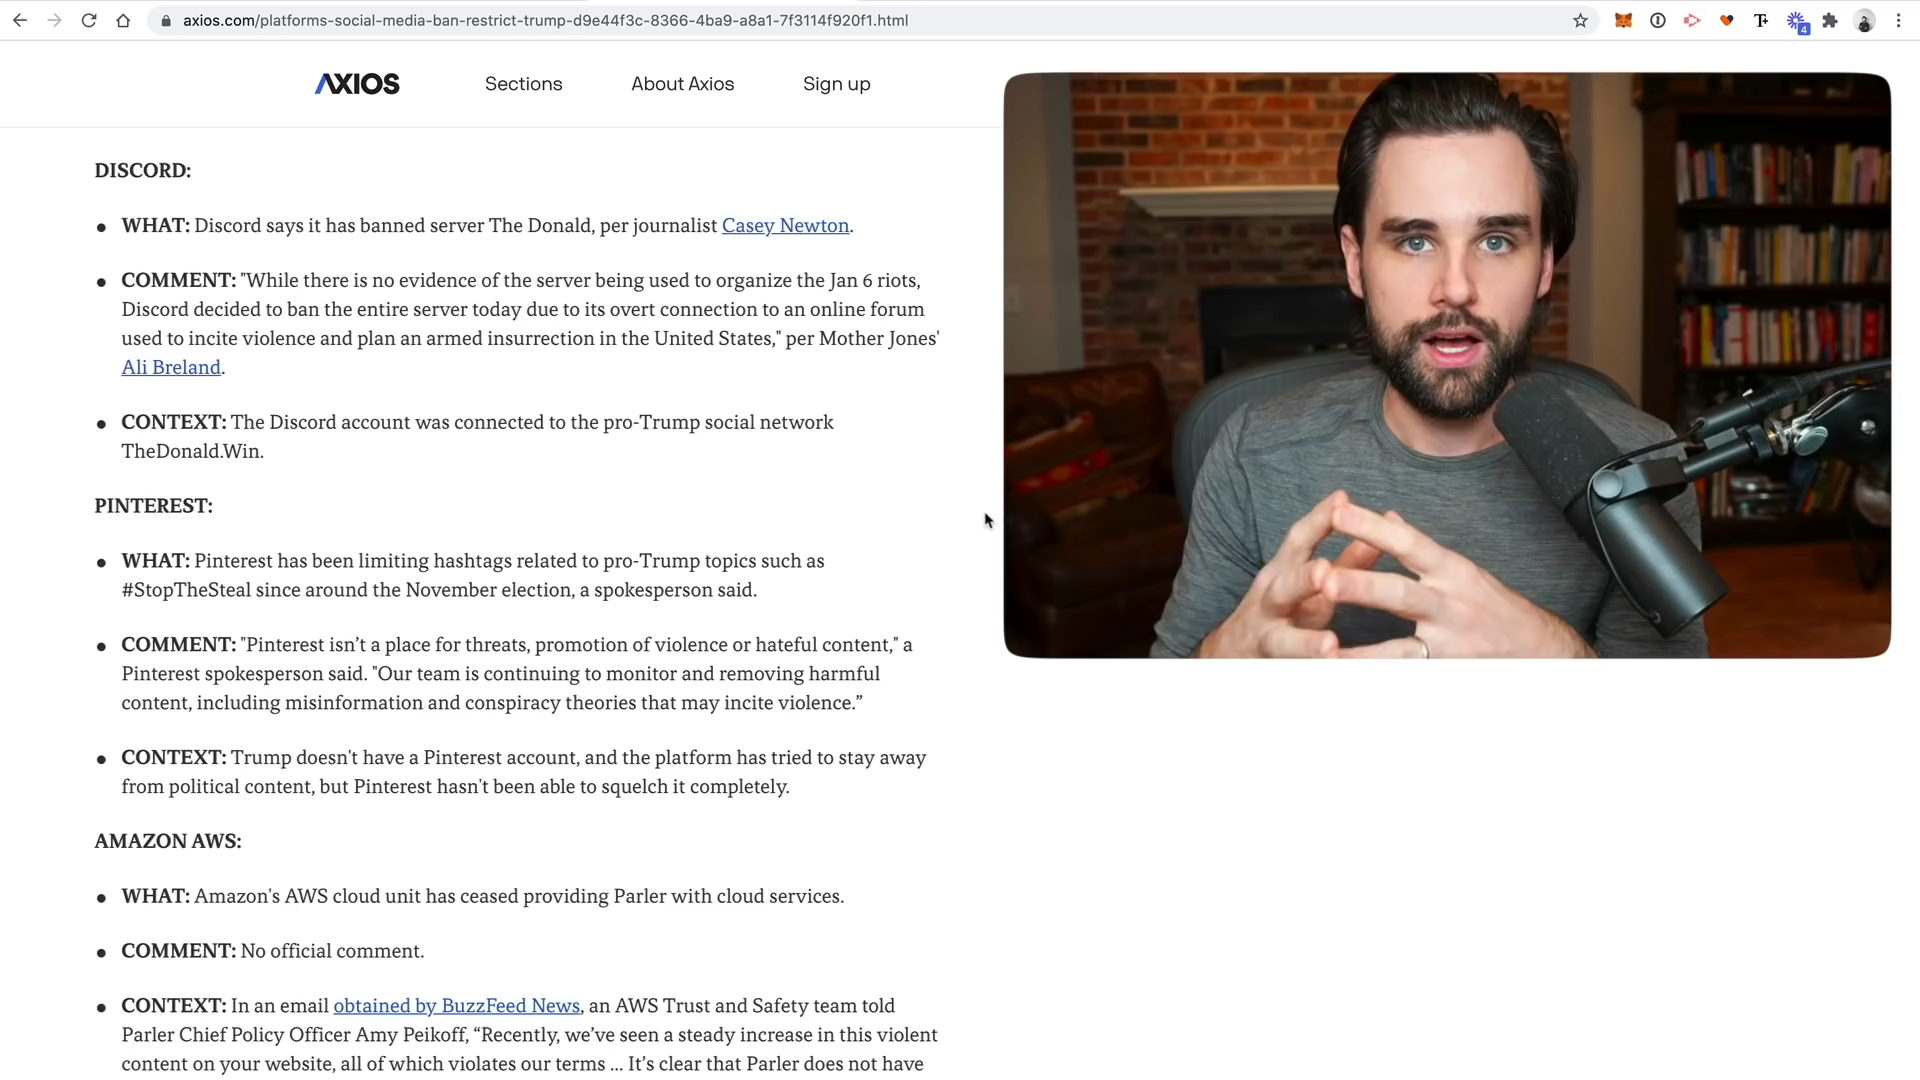 axios.com/platforms-social-media-ban-restrict-trump-d9e44f3c-8366-4ba9-a8a1-7f3114f920f1.html
4
AXIOS
Sections
About Axios
Sign up
DISCORD:
• WHAT: Discord says it has banned server The Donald, per journalist Casey Newton.
• COMMENT: "While there is no evidence of the server being used to organize the Jan 6 riots,
Discord decided to ban the entire server today due to its overt connection to an online forum
used to incite violence and plan an armed insurrection in the United States," per Mother Jones'
Ali Breland.
• CONTEXT: The Discord account was connected to the pro-Trump social network
TheDonald.Win.
PINTEREST:
• WHAT: Pinterest has been limiting hashtags related to pro-Trump topics such as
#StopTheSteal since around the November election, a spokesperson said.
• COMMENT: "Pinterest isn’t a place for threats, promotion of violence or hateful content," a
Pinterest spokesperson said. "Our team is continuing to monitor and removing harmful
content, including misinformation and conspiracy theories that may incite violence.”
• CONTEXT: Trump doesn't have a Pinterest account, and the platform has tried to stay away
from political content, but Pinterest hasn't been able to squelch it completely.
AMAZON AWS:
• WHAT: Amazon's AWS cloud unit has ceased providing Parler with cloud services.
• COMMENT: No official comment.
• CONTEXT: In an email obtained by BuzzFeed News, an AWS Trust and Safety team told
Parler Chief Policy Officer Amy Peikoff, “Recently, we’ve seen a steady increase in this violent
content on your website, all of which violates our terms ... It’s clear that Parler does not have